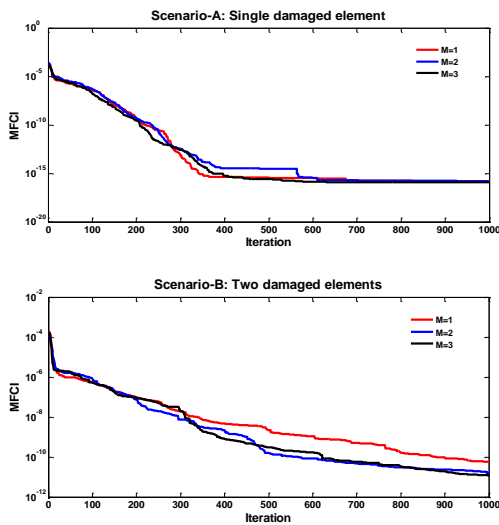 Scenario-A: Single damaged element
10^0
10^-5
10^-10
10^-15
10^-20
MFCI
M=1
M=2
M=3
0 100 200 300 400 500 600 700 800 900 1000
Iteration
Scenario-B: Two damaged elements
10^-2
10^-4
10^-6
10^-8
10^-10
10^-12
MFCI
M=1
M=2
M=3
0 100 200 300 400 500 600 700 800 900 1000
Iteration